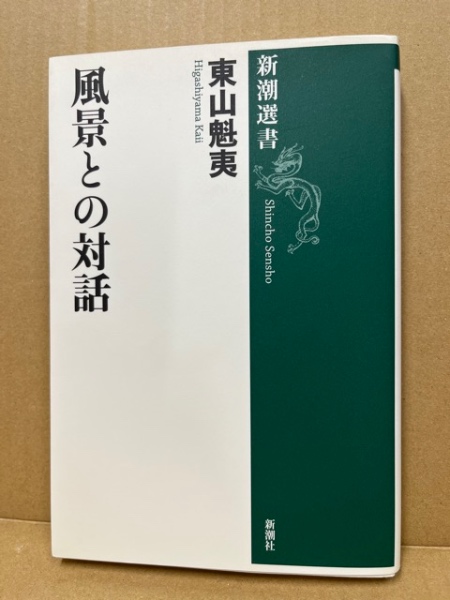 新潮選書
Shincho Sensho
東山魁夷
Higashiyama Kaii
風景との対話
新潮社